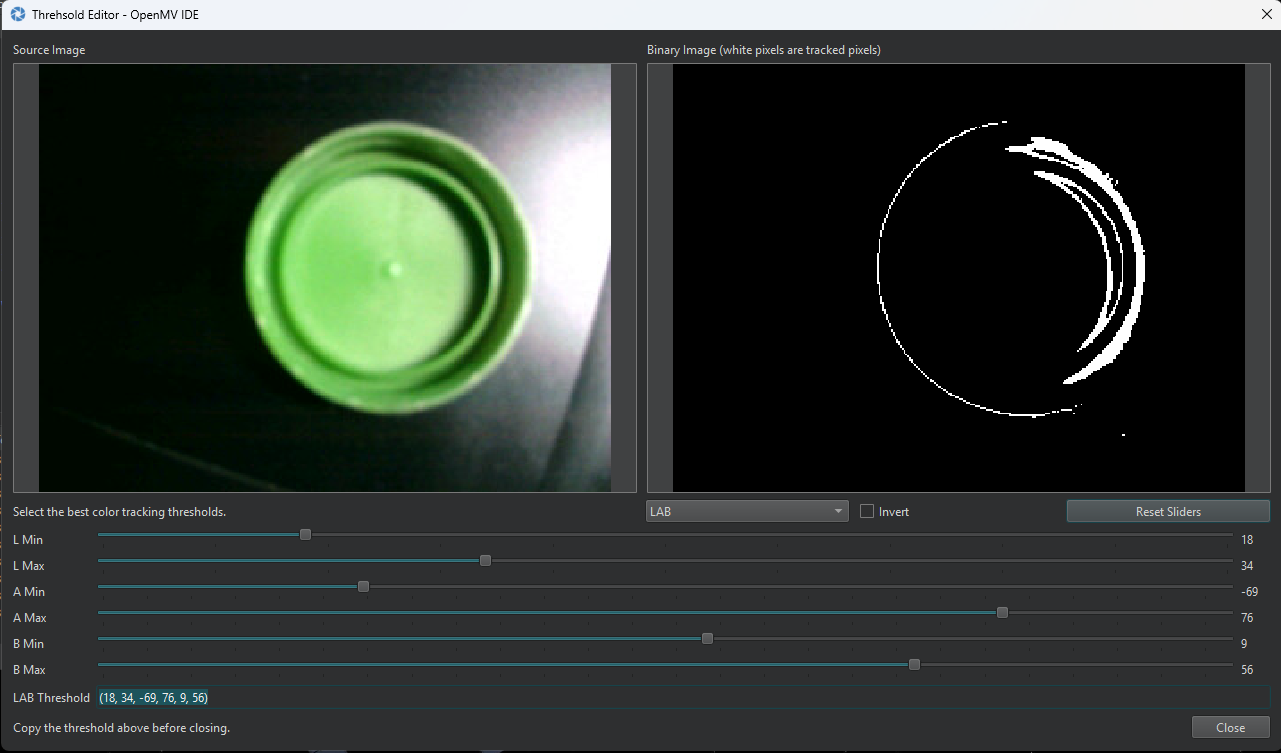 Threhsold Editor - OpenMV IDE
Source Image
Binary Image (white pixels are tracked pixels)
Select the best color tracking thresholds.
LAB
Invert
Reset Sliders
L Min 18
L Max 34
A Min -69
A Max 76
B Min 9
B Max 56
LAB Threshold (18, 34, -69, 76, 9, 56)
Copy the threshold above before closing.
Close